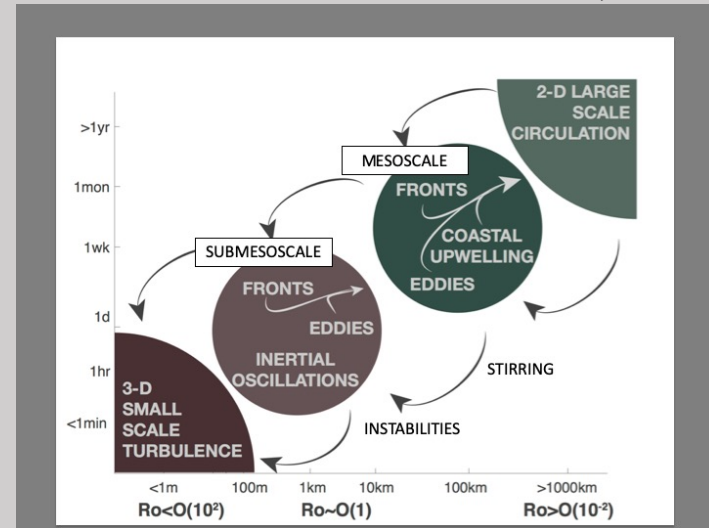 2-D LARGE
SCALE
CIRCULATION
>1yr
MESOSCALE
1mon
FRONTS
COASTAL
UPWELLING
EDDIES
1wk
SUBMESOSCALE
FRONTS
EDDIES
INERTIAL
OSCILLATIONS
1d
1hr
STIRRING
3-D
SMALL
SCALE
TURBULENCE
<1min
INSTABILITIES
<1m 100m 1km 10km 100km >1000km
Ro<O(10²) Ro~O(1) Ro>O(10⁻²)